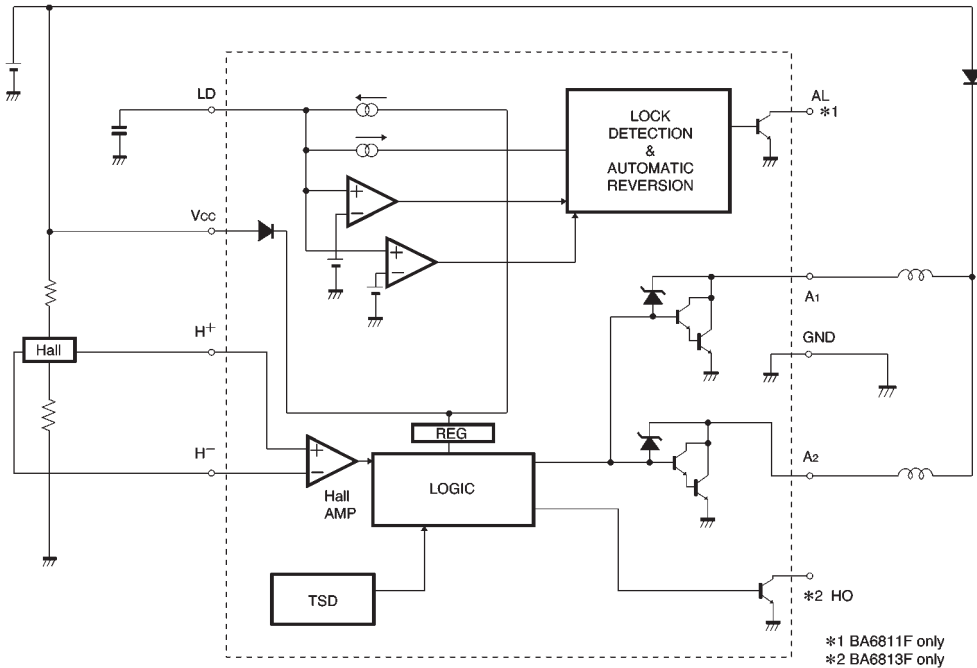 LD
AL
*1
LOCK
DETECTION
&
AUTOMATIC
REVERSION
+
−
VCC
+
−
A1
H+
GND
Hall
REG
H−
+
−
Hall
AMP
LOGIC
A2
TSD
*2 HO
*1 BA6811F only
*2 BA6813F only